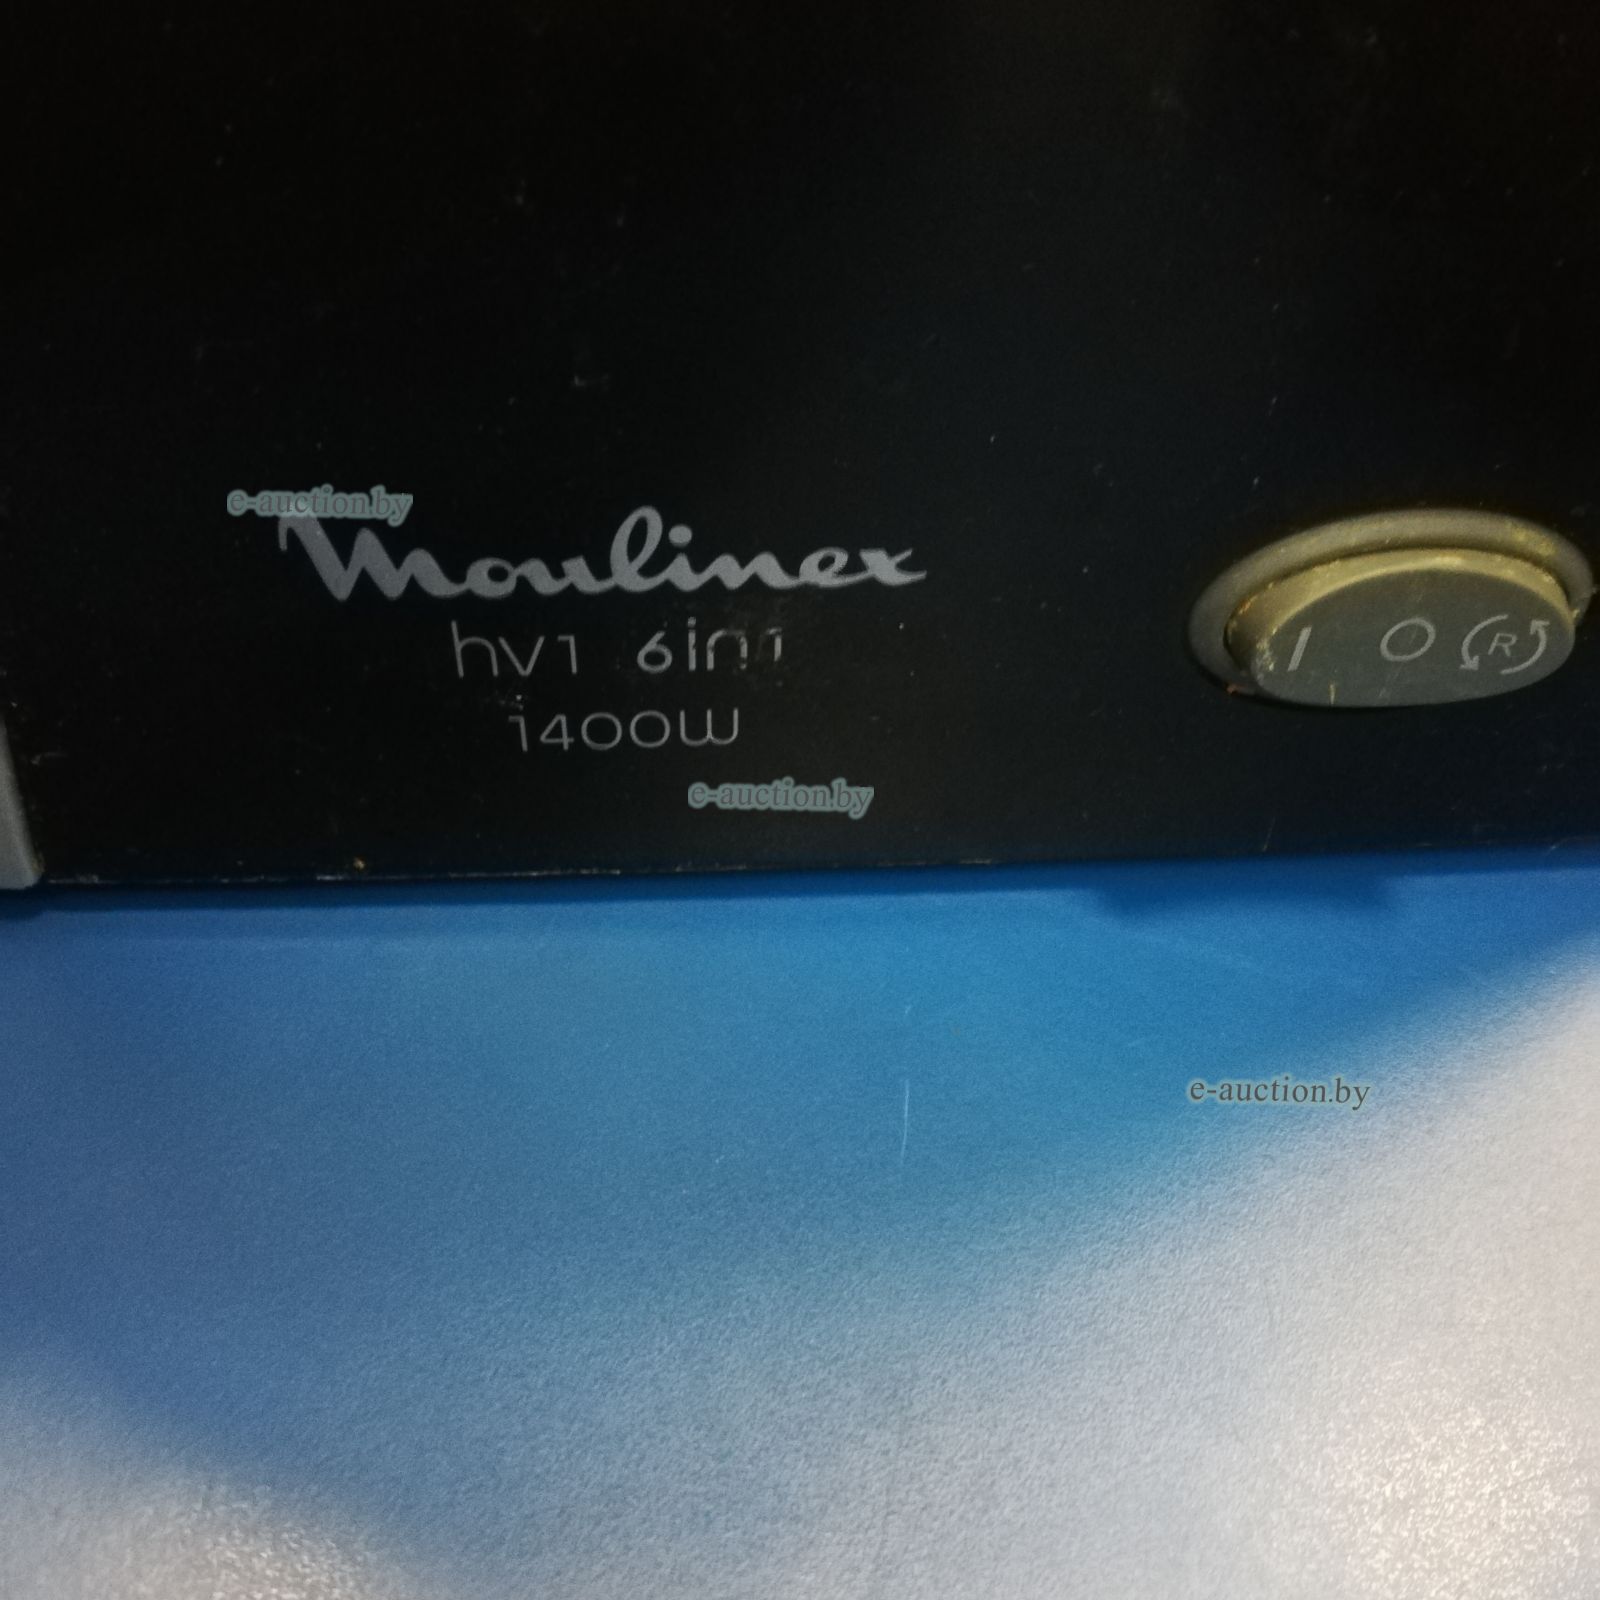 e-auction.by
Moulinex
hv1 6in1
1400W
I O R
e-auction.by
e-auction.by